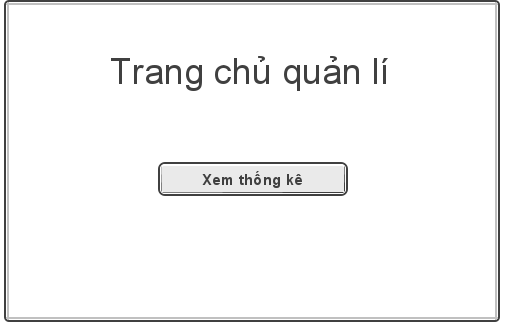 Trang chủ quản lí
Xem thống kê